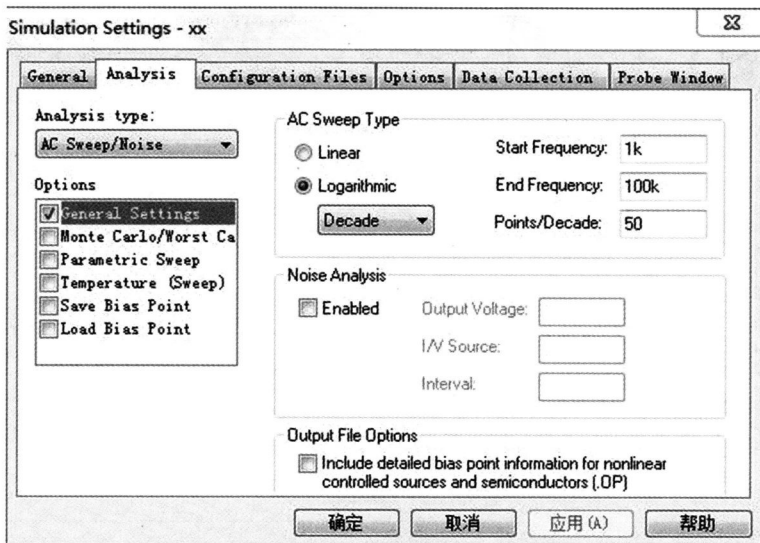 Simulation Settings - xx
General Analysis Configuration Files Options Data Collection Probe Window
Analysis type:
AC Sweep/Noise
Options
General Settings
Monte Carlo/Worst Ca
Parametric Sweep
Temperature (Sweep)
Save Bias Point
Load Bias Point
AC Sweep Type
Linear
Logarithmic
Decade
Start Frequency: 1k
End Frequency: 100k
Points/Decade: 50
Noise Analysis
Enabled
Output Voltage:
I/V Source:
Interval:
Output File Options
Include detailed bias point information for nonlinear
controlled sources and semiconductors (.OP)
确定 取消 应用(A) 帮助